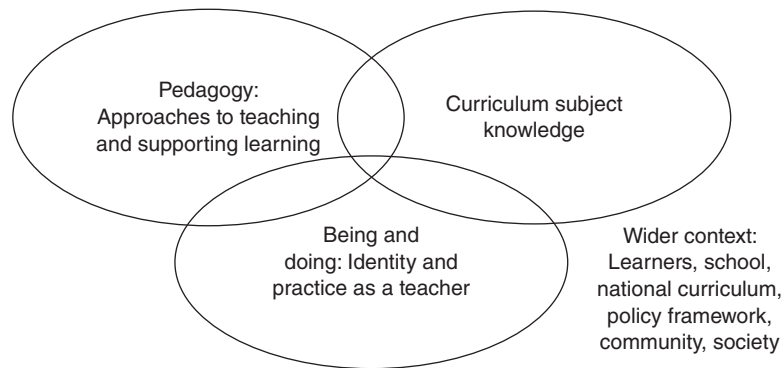 Pedagogy:
Approaches to teaching
and supporting learning
Curriculum subject
knowledge
Being and
doing: Identity and
practice as a teacher
Wider context:
Learners, school,
national curriculum,
policy framework,
community, society